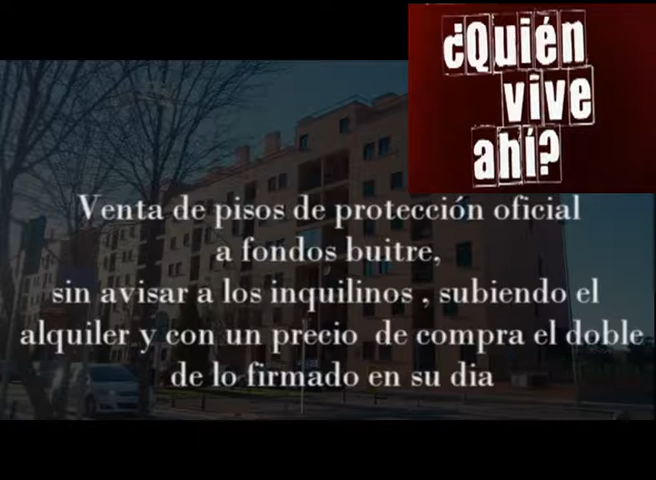 ¿Quién
vive
ahí?
Venta de pisos de protección oficial
a fondos buitre,
sin avisar a los inquilinos , subiendo el
alquiler y con un precio de compra el doble
de lo firmado en su dia